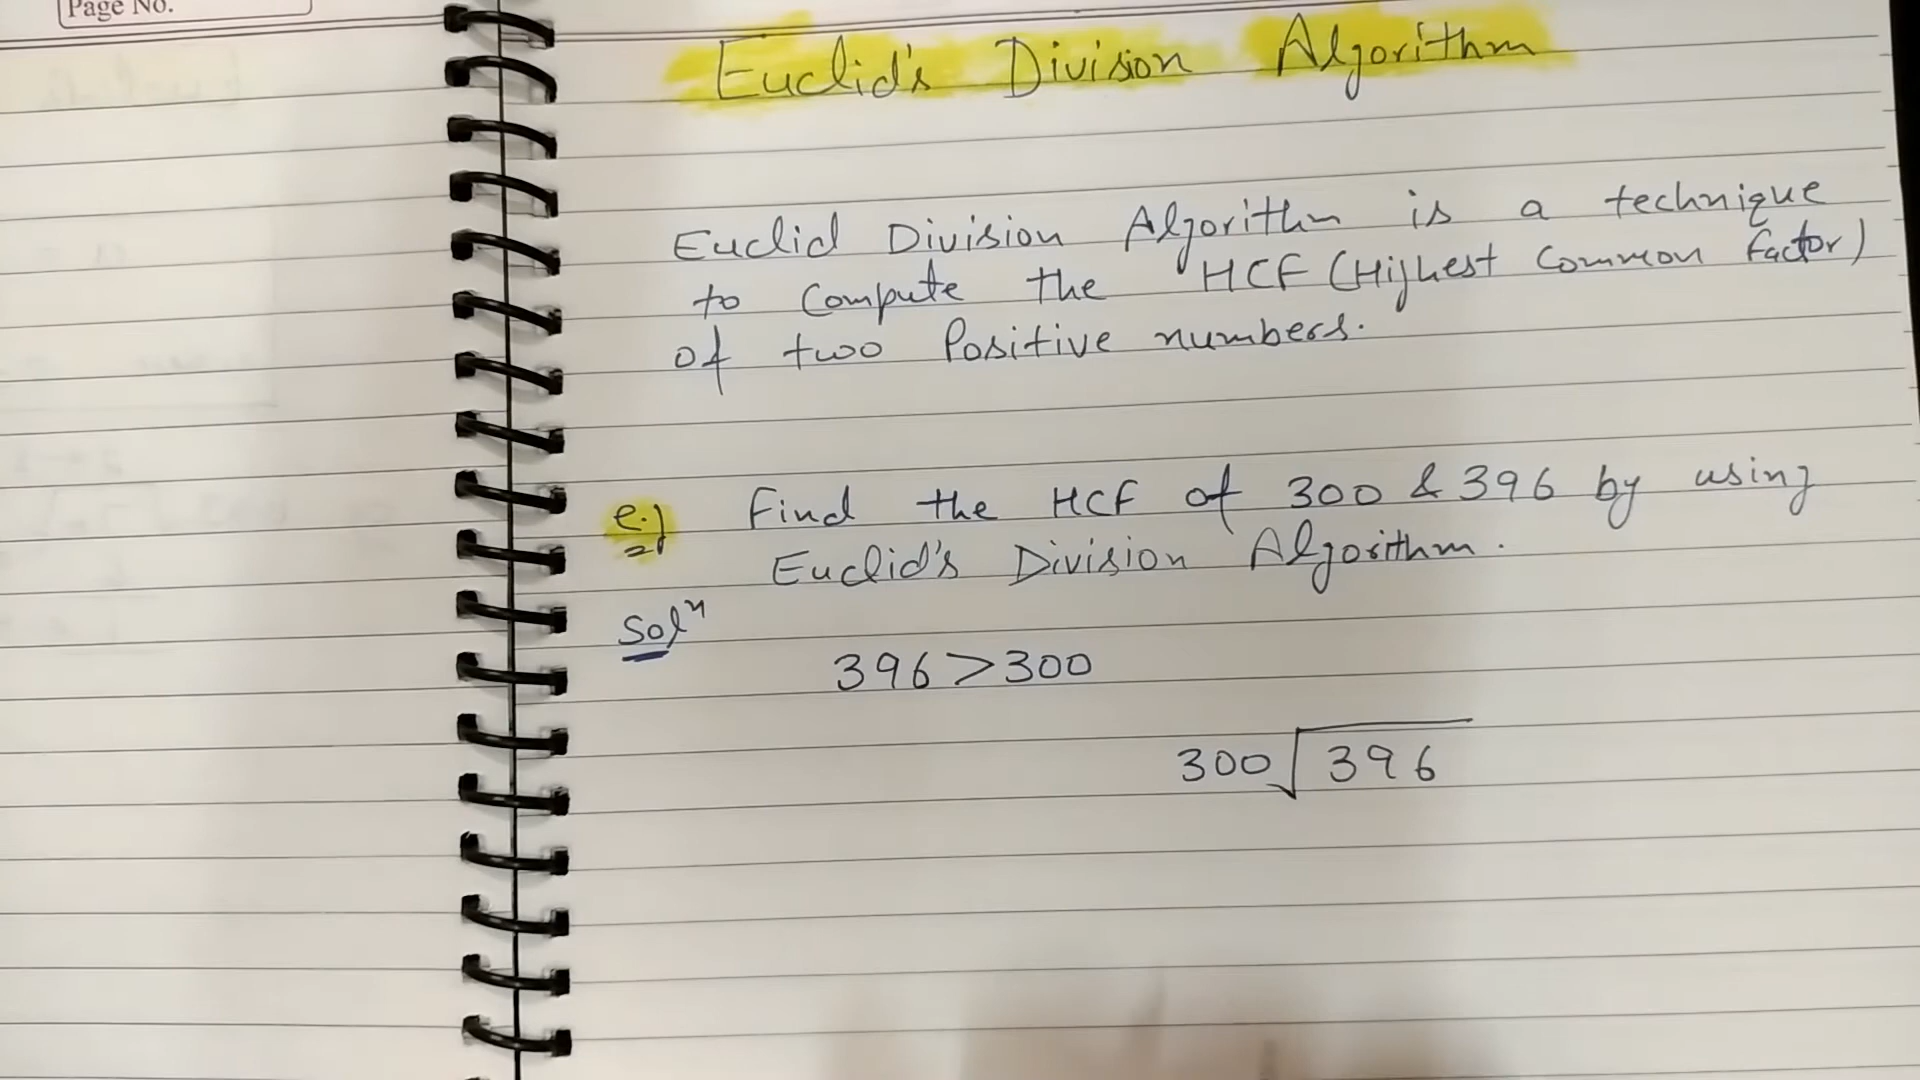 Page No.
Euclid's Division Algorithm
Euclid Division Algorithm is a technique
to Compute the HCF (Highest Common Factor)
of two Positive numbers.
e.g Find the HCF of 300 & 396 by using
Euclid's Division Algorithm.
Solⁿ
396 > 300
300 √396